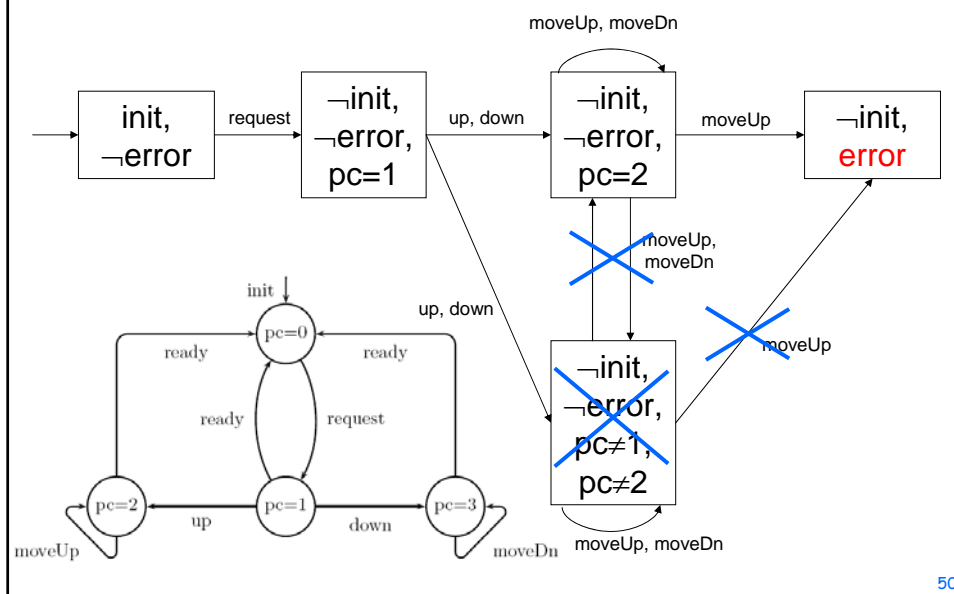 moveUp, moveDn
init,
¬error
request
¬init,
¬error,
pc=1
up, down
¬init,
¬error,
pc=2
moveUp
¬init,
error
moveUp,
moveDn
up, down
moveUp
¬init,
¬error,
pc≠1,
pc≠2
moveUp, moveDn
init
pc=0
ready
ready
ready
request
pc=2
pc=1
pc=3
up
down
moveUp
moveDn
50